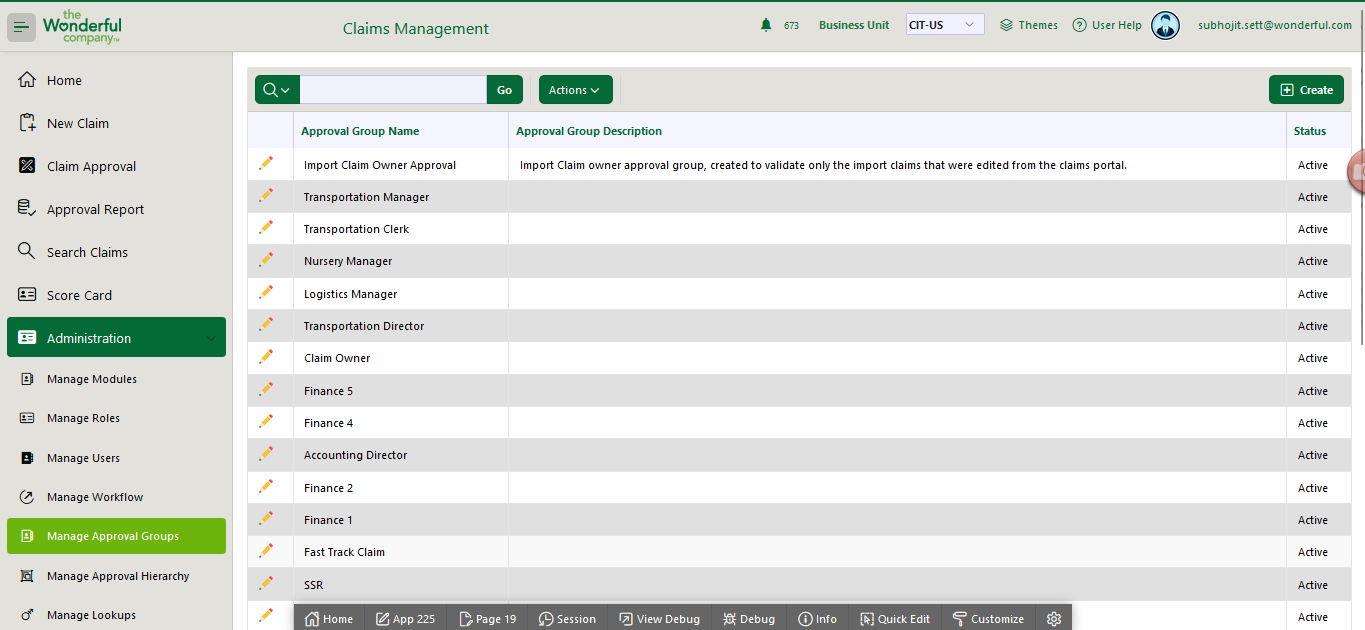 the
Wonderful
company TM
Claims Management
673
Business Unit
CIT-US
Themes
User Help
subhojit.sett@wonderful.com
Home
New Claim
Claim Approval
Approval Report
Search Claims
Score Card
Administration
Manage Modules
Manage Roles
Manage Users
Manage Workflow
Manage Approval Groups
Manage Approval Hierarchy
Manage Lookups
Go
Actions
Create
Approval Group Name Approval Group Description Status
Import Claim Owner Approval Import Claim owner approval group, created to validate only the import claims that were edited from the claims portal. Active
Transportation Manager Active
Transportation Clerk Active
Nursery Manager Active
Logistics Manager Active
Transportation Director Active
Claim Owner Active
Finance 5 Active
Finance 4 Active
Accounting Director Active
Finance 2 Active
Finance 1 Active
Fast Track Claim Active
SSR Active
Active
Home App 225 Page 19 Session View Debug Debug Info Quick Edit Customize